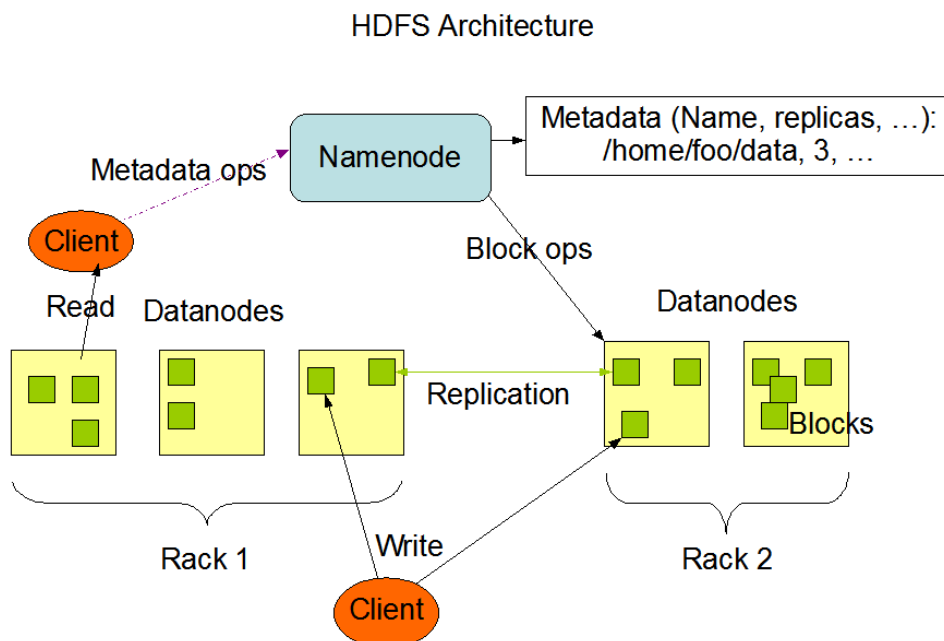 HDFS Architecture
Metadata (Name, replicas, …):
/home/foo/data, 3, …
Namenode
Metadata ops
Client
Block ops
Read
Datanodes
Datanodes
Replication
Blocks
Rack 1
Write
Rack 2
Client